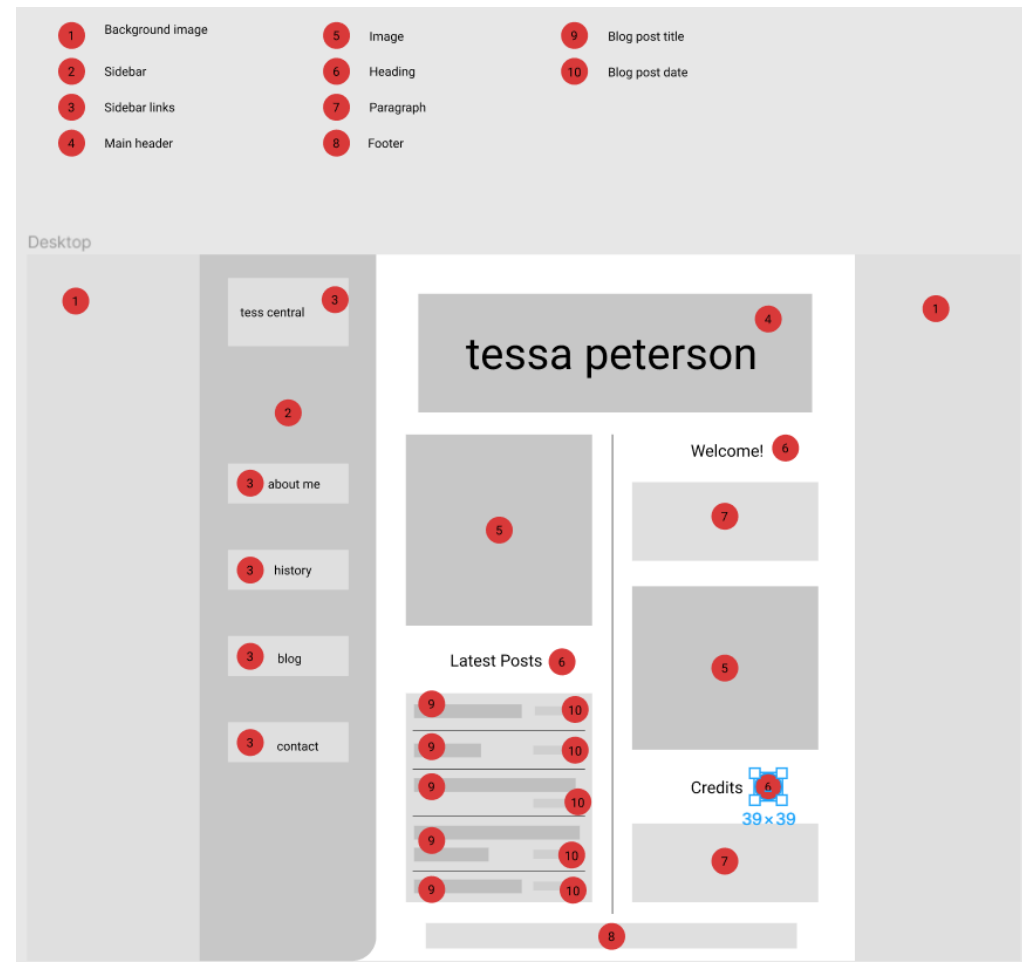 1 Background image
5 Image
9 Blog post title
2 Sidebar
6 Heading
10 Blog post date
3 Sidebar links
7 Paragraph
4 Main header
8 Footer
Desktop
1
tess central 3
4
1
tessa peterson
2
Welcome! 6
3 about me
7
5
3 history
3 blog
Latest Posts 6
5
9 10
3 contact
9 10
9 10
Credits 6
39×39
9 10
7
9 10
8